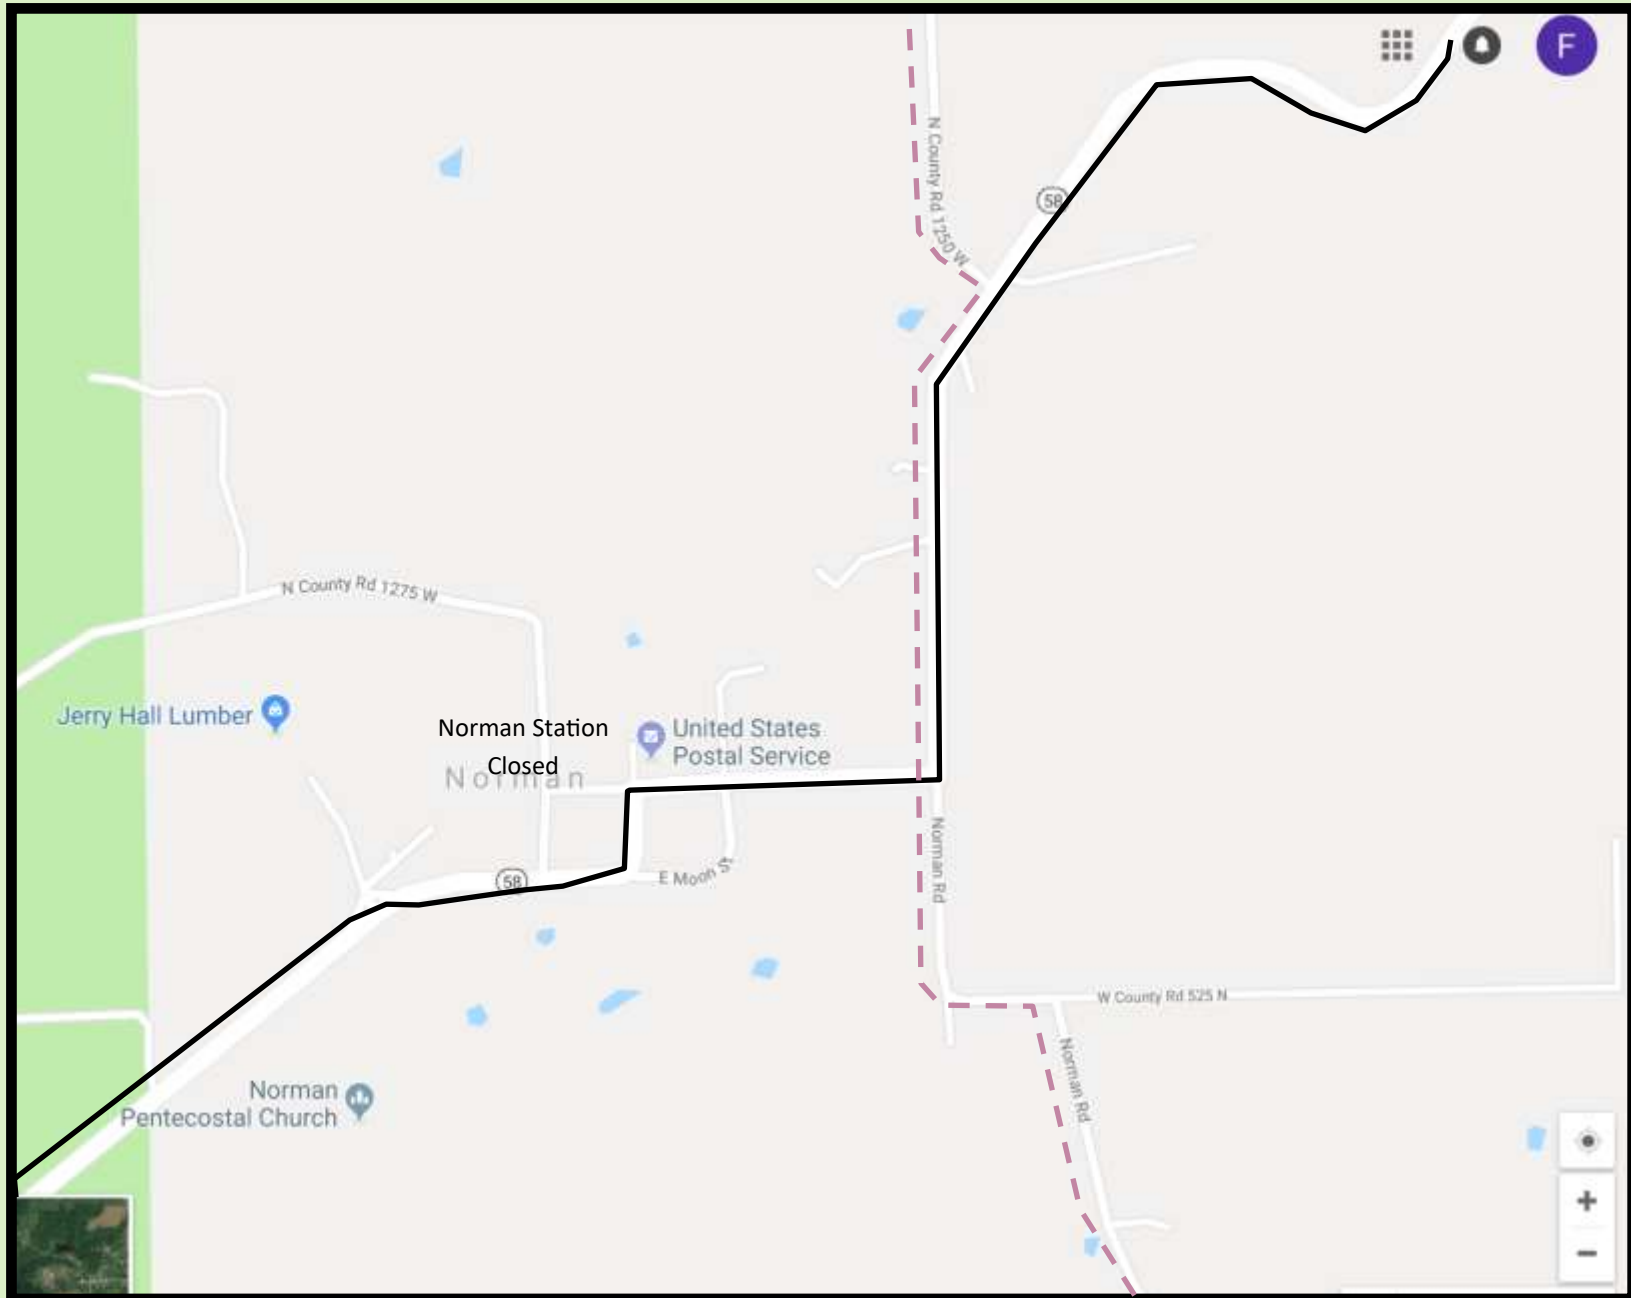 F
N County Rd 1250 W
58
N County Rd 1275 W
Jerry Hall Lumber
Norman Station
Closed
Norman
United States
Postal Service
58
E Moon St
Norman Rd
W County Rd 525 N
Norman Rd
Norman
Pentecostal Church
+
−